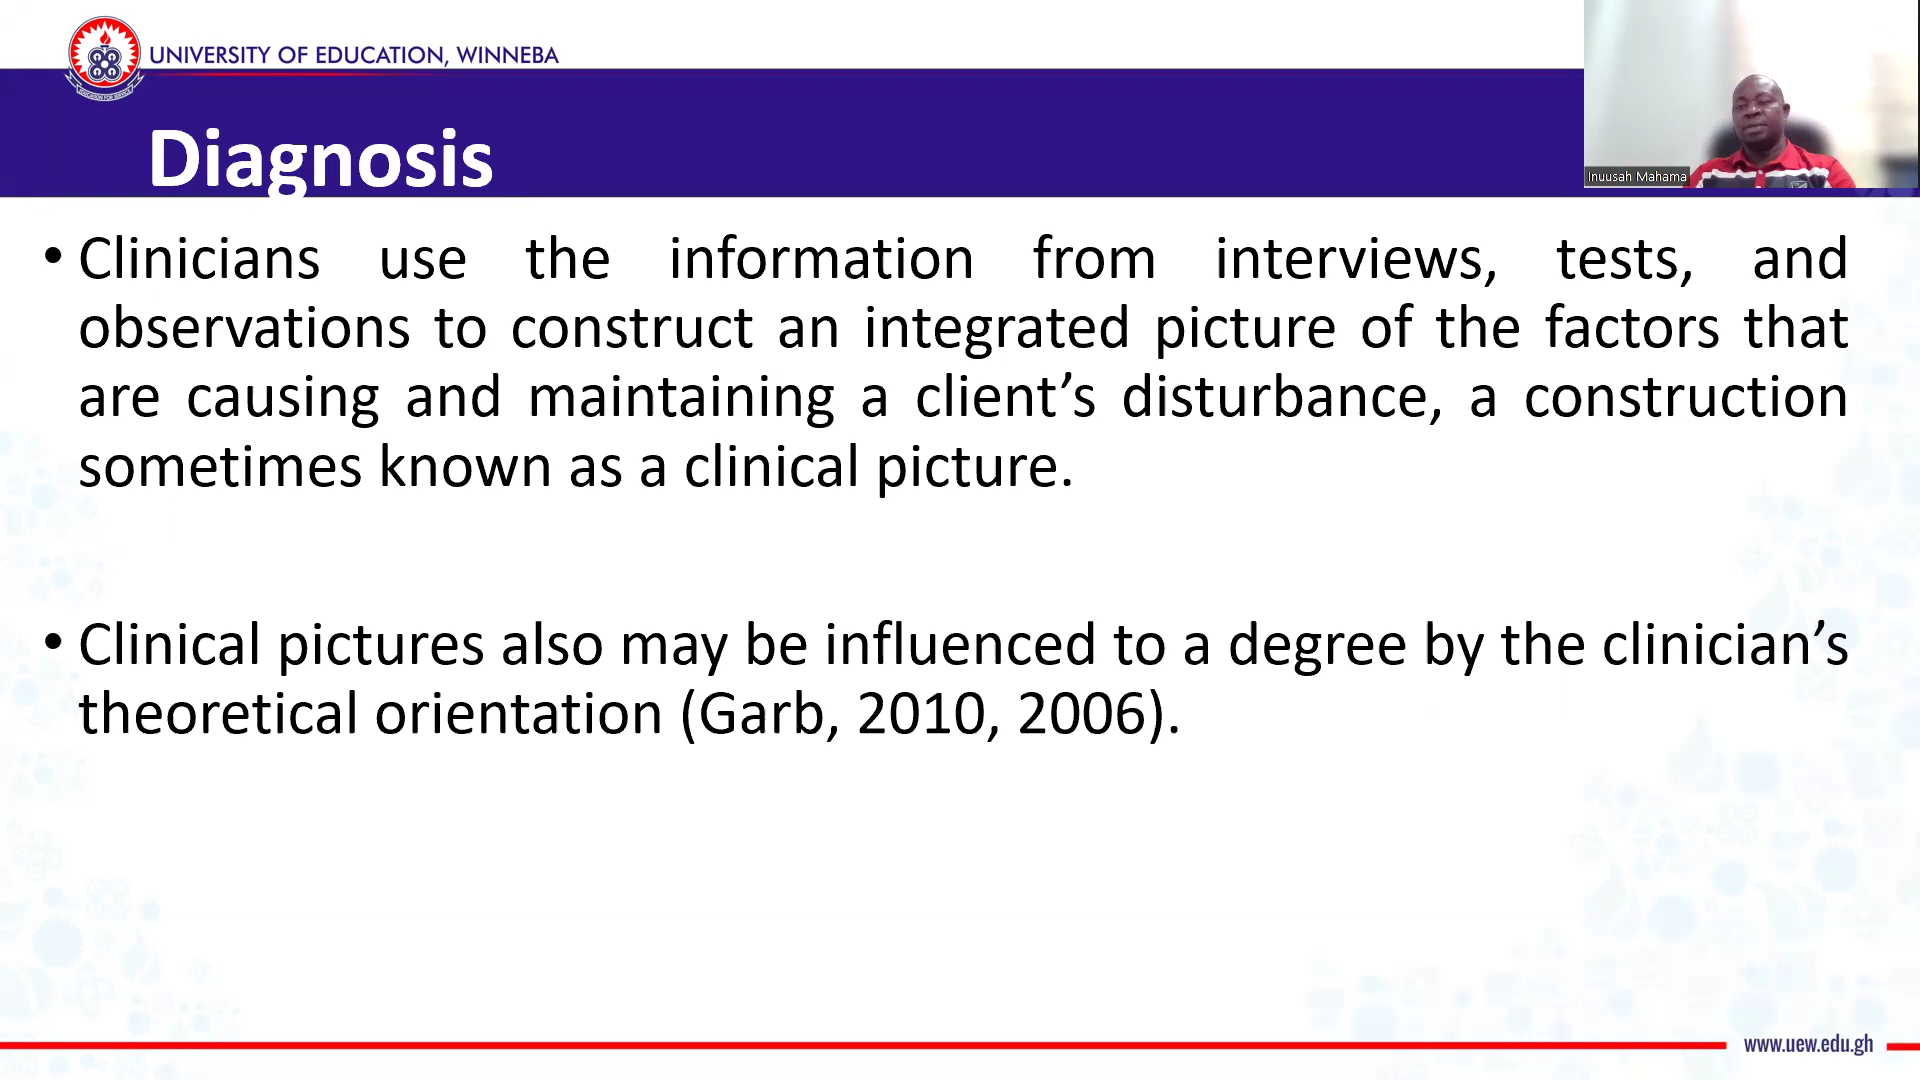 UNIVERSITY OF EDUCATION, WINNEBA
Diagnosis
Inuusah Mahama
• Clinicians use the information from interviews, tests, and
observations to construct an integrated picture of the factors that
are causing and maintaining a client’s disturbance, a construction
sometimes known as a clinical picture.
• Clinical pictures also may be influenced to a degree by the clinician’s
theoretical orientation (Garb, 2010, 2006).
www.uew.edu.gh